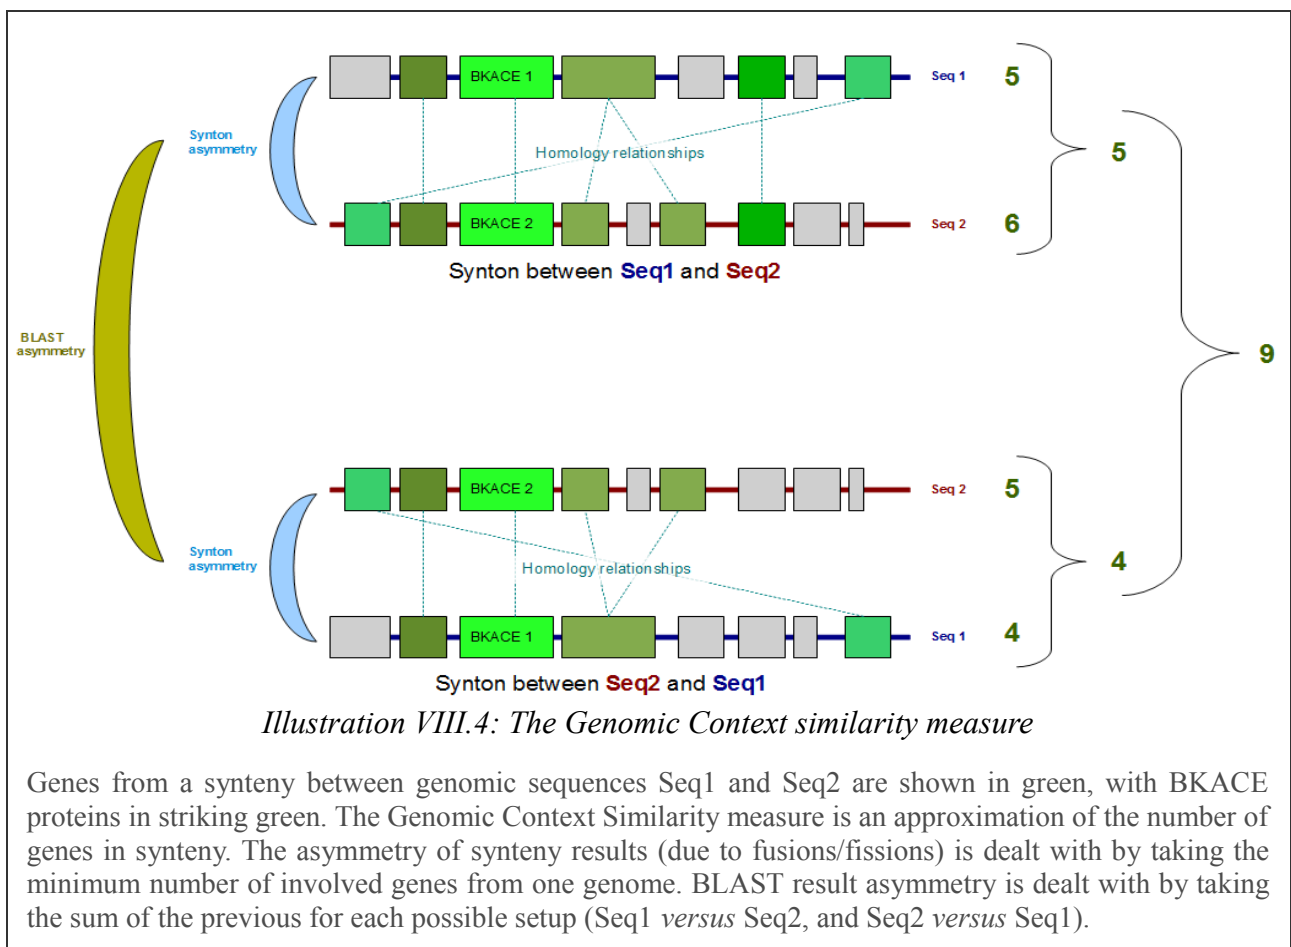 BKACE 1
Seq 1
5
Synton
asymmetry
Homology relationships
5
BKACE 2
Seq 2
6
Synton between Seq1 and Seq2
BLAST
asymmetry
9
BKACE 2
Seq 2
5
Synton
asymmetry
Homology relationships
4
BKACE 1
Seq 1
4
Synton between Seq2 and Seq1
Illustration VIII.4: The Genomic Context similarity measure
Genes from a synteny between genomic sequences Seq1 and Seq2 are shown in green, with BKACE
proteins in striking green. The Genomic Context Similarity measure is an approximation of the number of
genes in synteny. The asymmetry of synteny results (due to fusions/fissions) is dealt with by taking the
minimum number of involved genes from one genome. BLAST result asymmetry is dealt with by taking
the sum of the previous for each possible setup (Seq1 versus Seq2, and Seq2 versus Seq1).